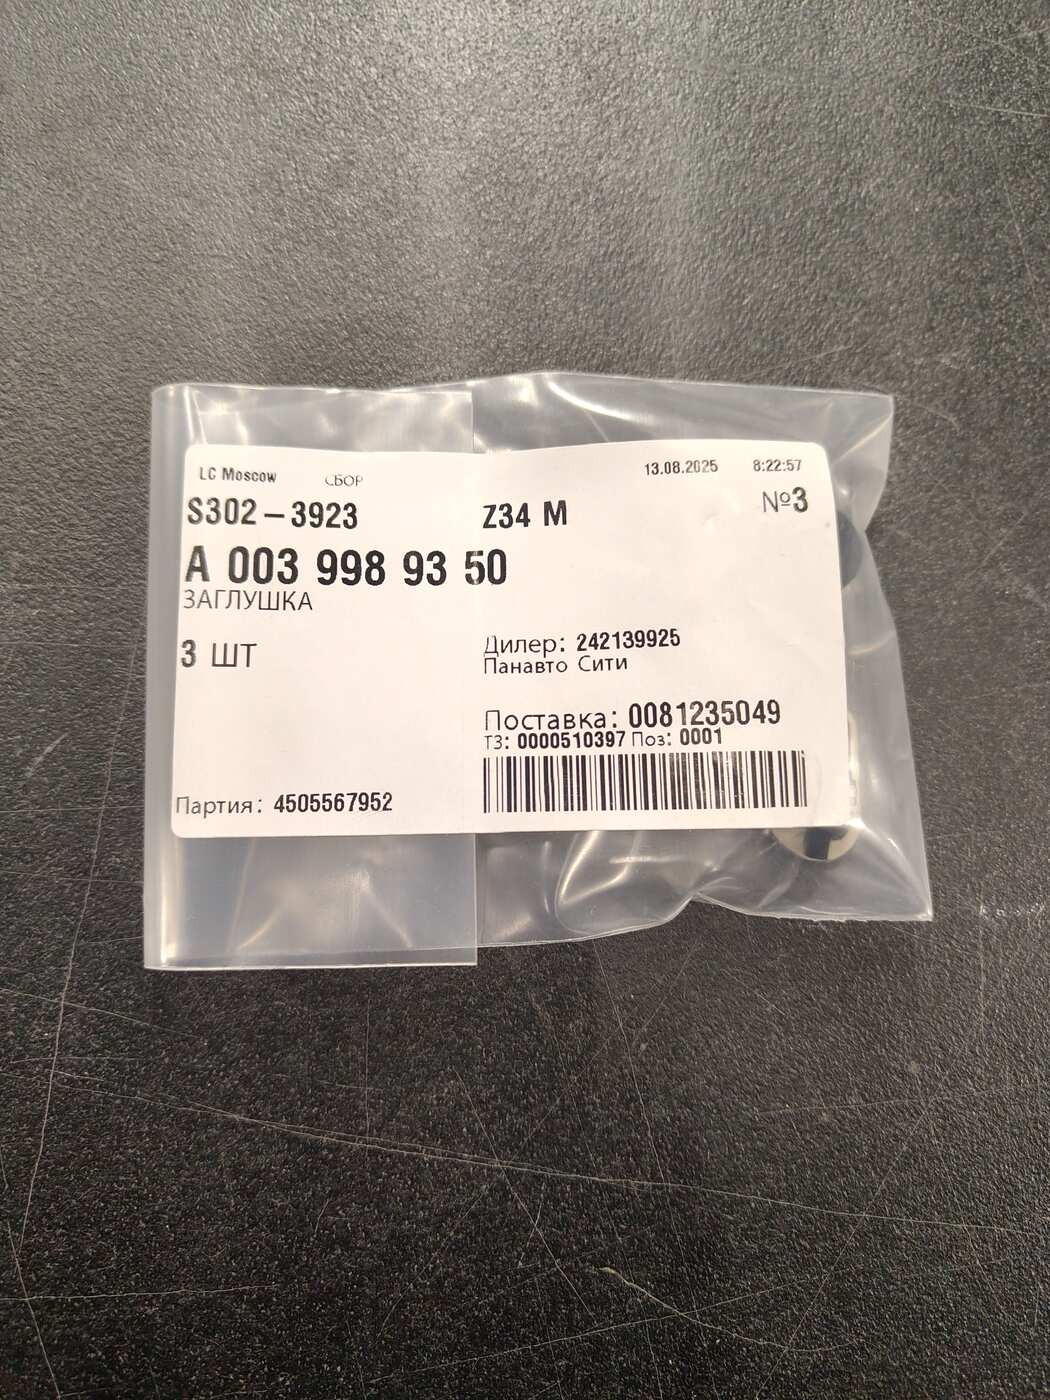 LC Moscow СБОР 13.08.2025 8:22:57
S302-3923 Z34 M №3
A 003 998 93 50
ЗАГЛУШКА
3 ШТ
Дилер: 242139925
Панавто Сити
Поставка: 0081235049
ТЗ: 0000510397 Поз: 0001
Партия: 4505567952